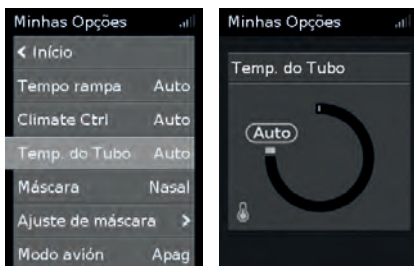 Minhas Opções
< Início
Tempo rampa Auto
Climate Ctrl Auto
Temp. do Tubo Auto
Máscara Nasal
Ajuste de máscara >
Modo avión Apag
Minhas Opções
Temp. do Tubo
Auto